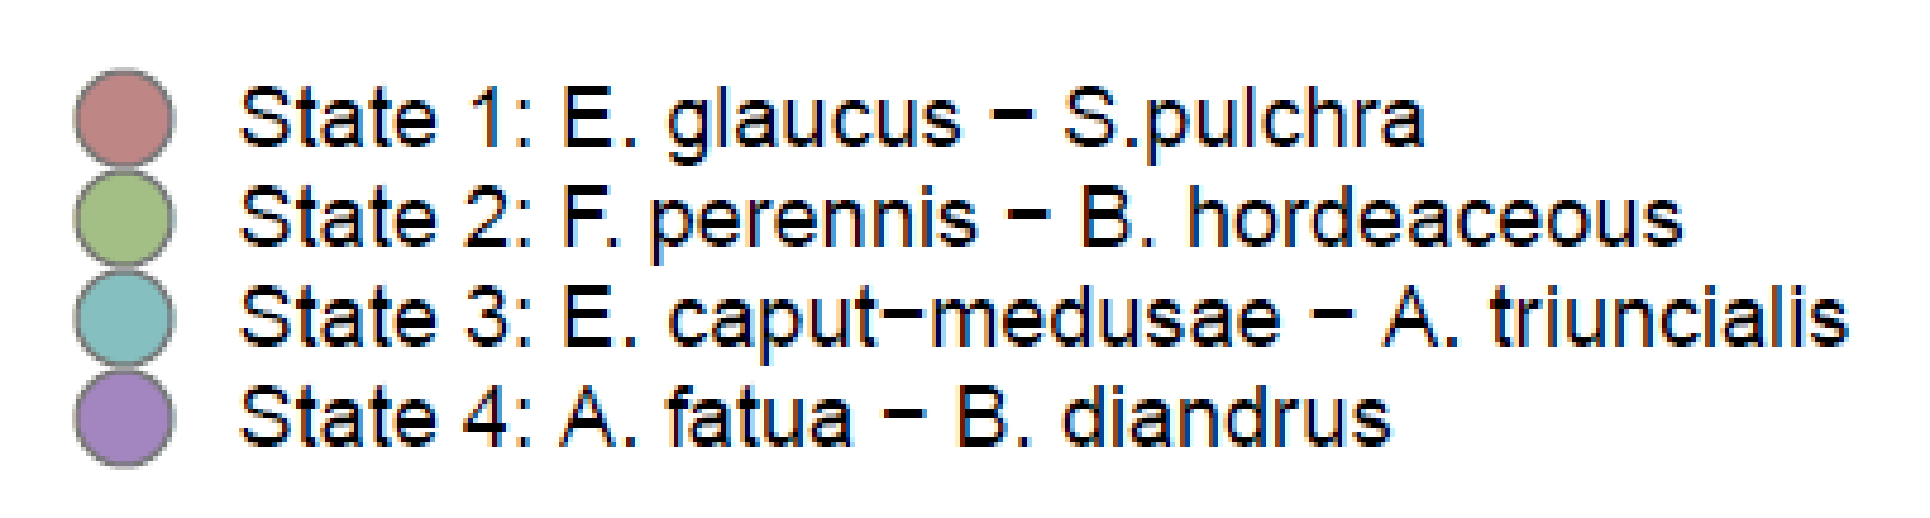 State 1: E. glaucus − S.pulchra
State 2: F. perennis − B. hordeaceous
State 3: E. caput−medusae − A. triuncialis
State 4: A. fatua − B. diandrus